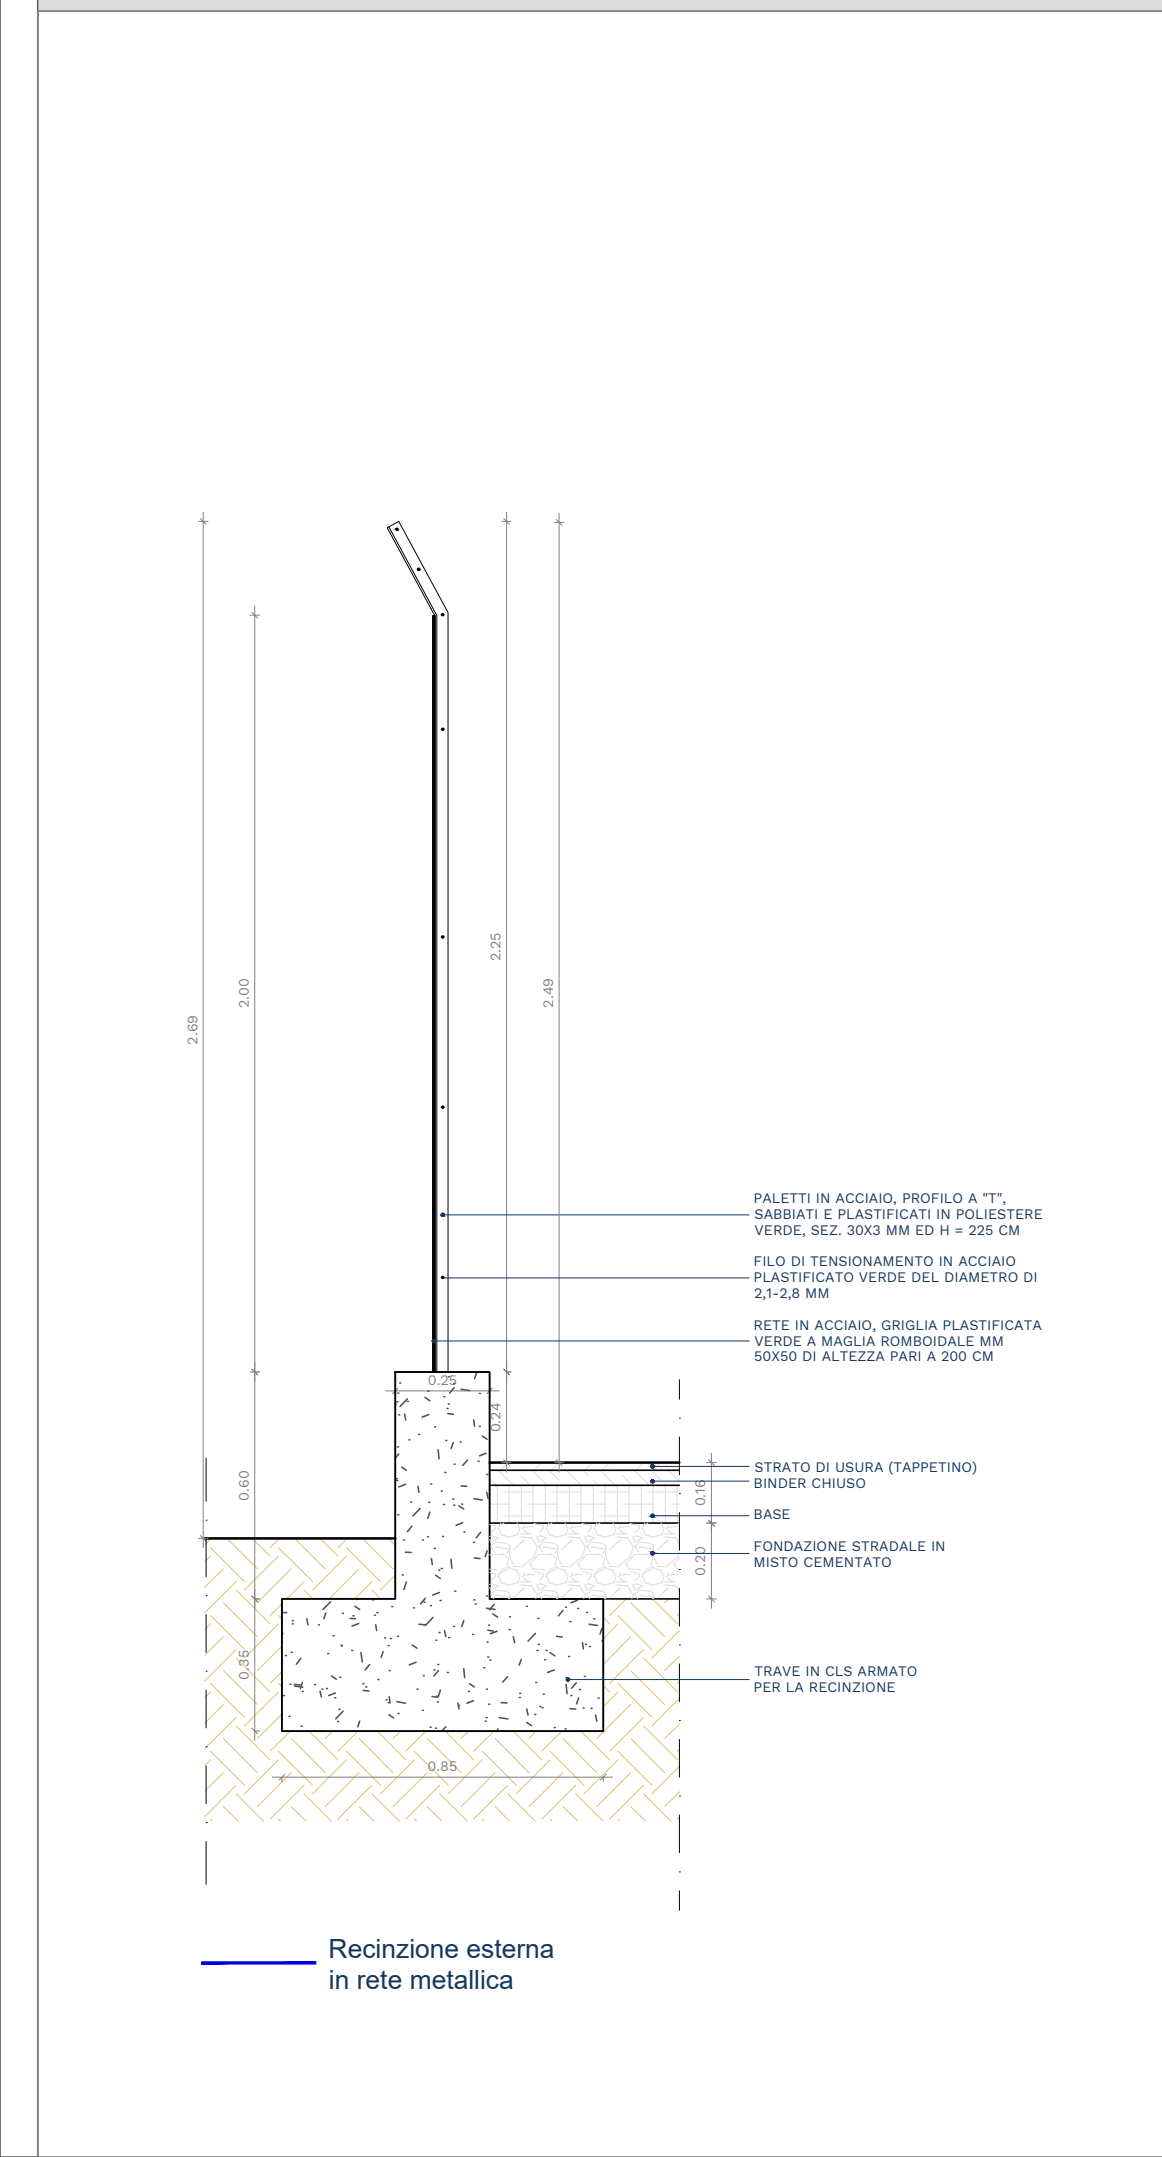 2.69
2.00
2.25
2.49
PALETTI IN ACCIAIO, PROFILO A "T",
SABBIATI E PLASTIFICATI IN POLIESTERE
VERDE, SEZ. 30X3 MM ED H = 225 CM
FILO DI TENSIONAMENTO IN ACCIAIO
PLASTIFICATO VERDE DEL DIAMETRO DI
2,1-2,8 MM
RETE IN ACCIAIO, GRIGLIA PLASTIFICATA
VERDE A MAGLIA ROMBOIDALE MM
50X50 DI ALTEZZA PARI A 200 CM
0.25
0.24
0.60
STRATO DI USURA (TAPPETINO)
BINDER CHIUSO
0.16
BASE
FONDAZIONE STRADALE IN
MISTO CEMENTATO
0.20
0.35
TRAVE IN CLS ARMATO
PER LA RECINZIONE
0.85
Recinzione esterna
in rete metallica